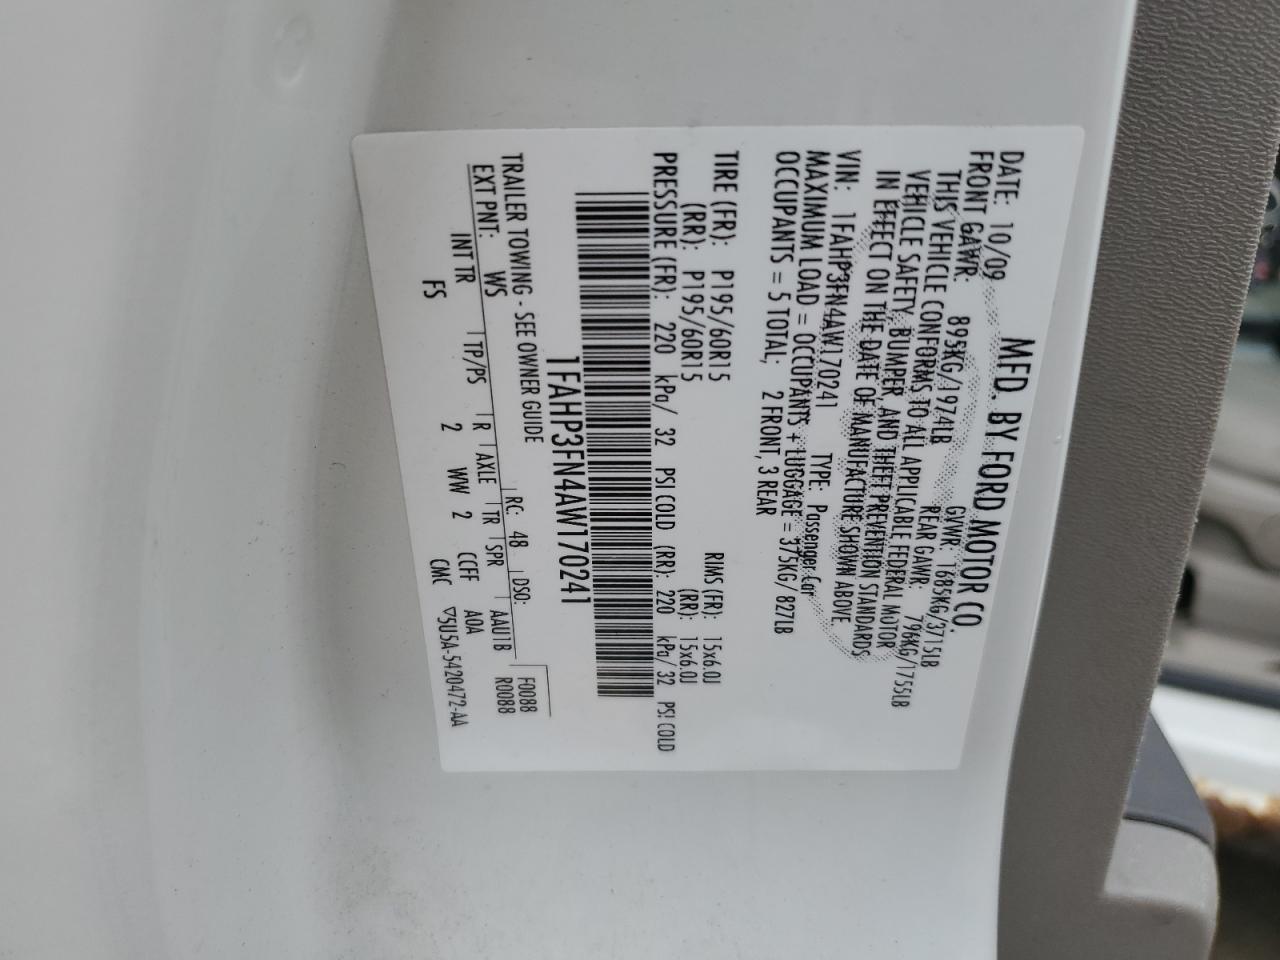 MFD. BY FORD MOTOR CO.
DATE: 10/09 GVWR: 1685KG/3715LB
FRONT GAWR: 895KG/1974LB REAR GAWR: 796KG/1755LB
THIS VEHICLE CONFORMS TO ALL APPLICABLE FEDERAL MOTOR
VEHICLE SAFETY, BUMPER, AND THEFT PREVENTION STANDARDS
IN EFFECT ON THE DATE OF MANUFACTURE SHOWN ABOVE.
VIN: 1FAHP3FN4AW170241 TYPE: Passenger Car
MAXIMUM LOAD = OCCUPANTS + LUGGAGE = 375KG/ 827LB
OCCUPANTS = 5 TOTAL, 2 FRONT, 3 REAR
TIRE (FR): P195/60R15 RIMS (FR): 15x6.0J
(RR): P195/60R15 (RR): 15x6.0J
PRESSURE (FR): 220 kPa/ 32 PSI COLD (RR): 220 kPa/ 32 PSI COLD
1FAHP3FN4AW170241
TRAILER TOWING - SEE OWNER GUIDE
F0088
EXT PNT: WS RC: 48 DSO: R0088
INT TR TP/PS R AXLE TR SPR AAU1B
FS 2 WW 2 CCFF A0A
CMC ▽5U5A-5420472-AA